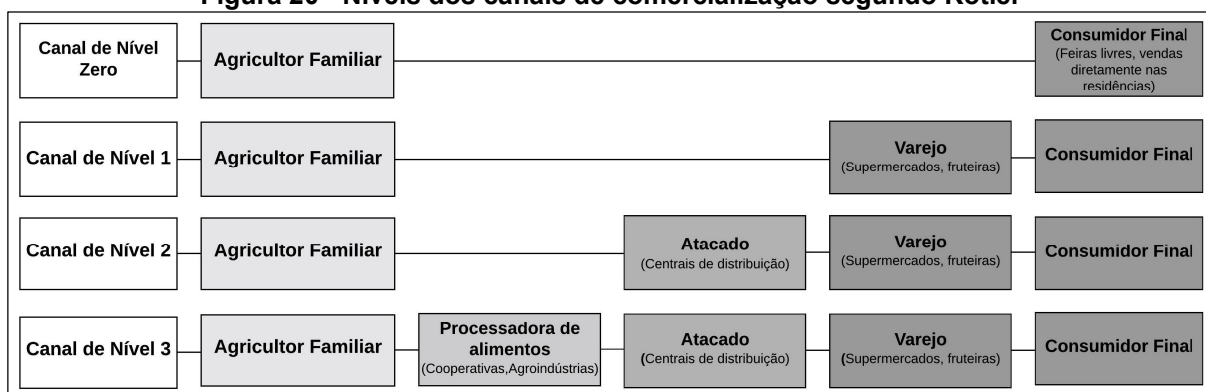 Figura 20 - Níveis dos canais de comercialização segundo Kotler
Canal de Nível
Zero
Agricultor Familiar
Consumidor Final
(Feiras livres, vendas
diretamente nas
residências)
Canal de Nível 1
Agricultor Familiar
Varejo
(Supermercados, fruteiras)
Consumidor Final
Canal de Nível 2
Agricultor Familiar
Atacado
(Centrais de distribuição)
Varejo
(Supermercados, fruteiras)
Consumidor Final
Canal de Nível 3
Agricultor Familiar
Processadora de
alimentos
(Cooperativas,Agroindústrias)
Atacado
(Centrais de distribuição)
Varejo
(Supermercados, fruteiras)
Consumidor Final